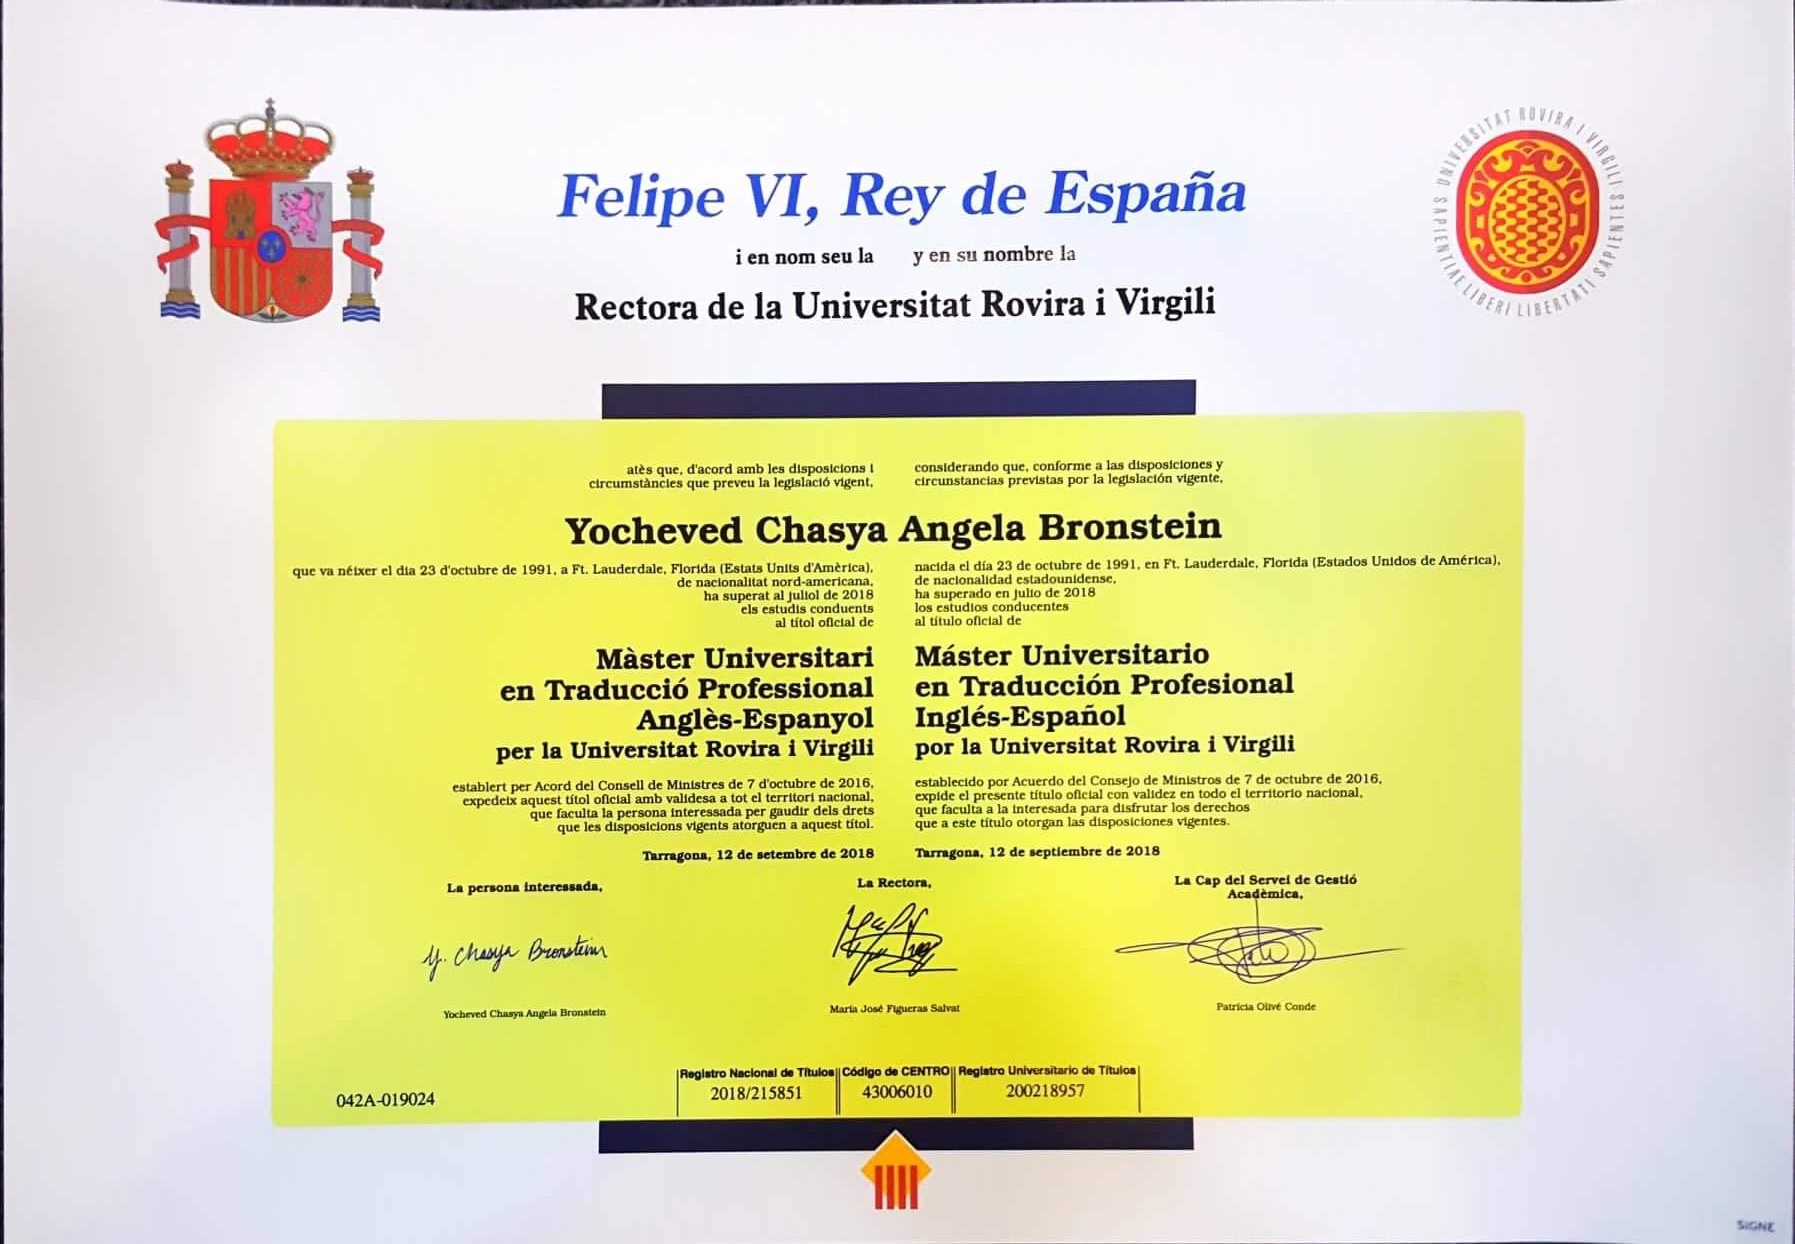 UNIVERSITAT ROVIRA I VIRGILI SAPIENTES SAPIENTIAE LIBERI LIBERTATI
Felipe VI, Rey de España
i en nom seu la y en su nombre la
Rectora de la Universitat Rovira i Virgili
atès que, d'acord amb les disposicions i
circumstàncies que preveu la legislació vigent,
considerando que, conforme a las disposiciones y
circunstancias previstas por la legislación vigente,
Yocheved Chasya Angela Bronstein
que va néixer el dia 23 d'octubre de 1991, a Ft. Lauderdale, Florida (Estats Units d'Amèrica),
de nacionalitat nord-americana,
ha superat al juliol de 2018
els estudis conduents
al títol oficial de
nacida el día 23 de octubre de 1991, en Ft. Lauderdale, Florida (Estados Unidos de América),
de nacionalidad estadounidense,
ha superado en julio de 2018
los estudios conducentes
al título oficial de
Màster Universitari
en Traducció Professional
Anglès-Espanyol
per la Universitat Rovira i Virgili
Máster Universitario
en Traducción Profesional
Inglés-Español
por la Universitat Rovira i Virgili
establert per Acord del Consell de Ministres de 7 d'octubre de 2016,
expedeix aquest títol oficial amb validesa a tot el territori nacional,
que faculta la persona interessada per gaudir dels drets
que les disposicions vigents atorguen a aquest títol.
establecido por Acuerdo del Consejo de Ministros de 7 de octubre de 2016,
expide el presente título oficial con validez en todo el territorio nacional,
que faculta a la interesada para disfrutar los derechos
que a este título otorgan las disposiciones vigentes.
Tarragona, 12 de setembre de 2018
Tarragona, 12 de septiembre de 2018
La persona interessada,
La Rectora,
La Cap del Servei de Gestió
Acadèmica,
Y. Chasya Bronstein
Yocheved Chasya Angela Bronstein
Maria José Figueras Salvat
Patricia Olivé Conde
Registro Nacional de Títulos Código de CENTRO Registro Universitario de Títulos
2018/215851 43006010 200218957
042A-019024
SIGNE